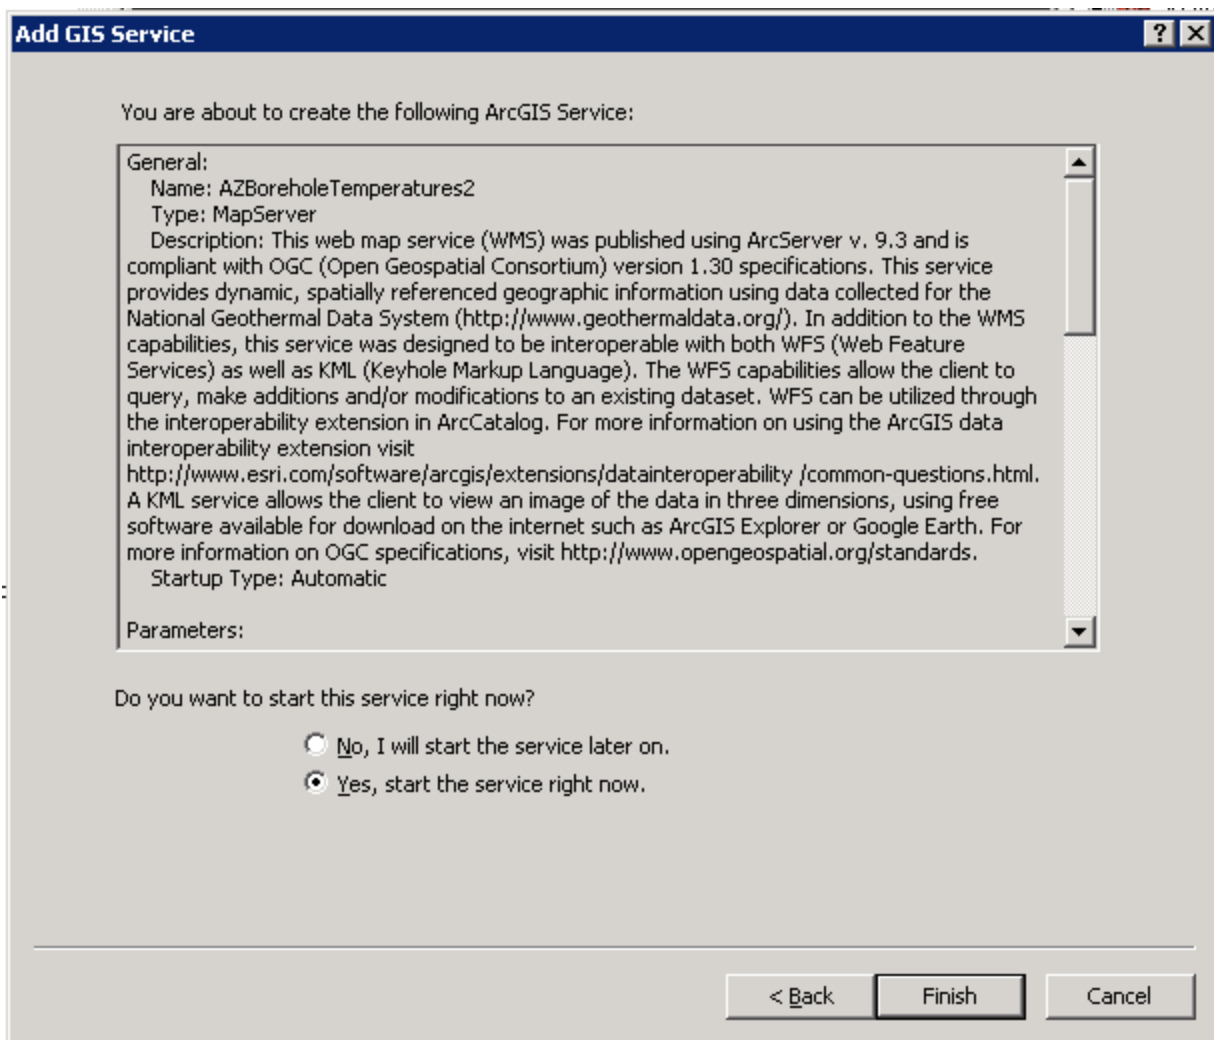 Add GIS Service
You are about to create the following ArcGIS Service:
General:
Name: AZBoreholeTemperatures2
Type: MapServer
Description: This web map service (WMS) was published using ArcServer v. 9.3 and is
compliant with OGC (Open Geospatial Consortium) version 1.30 specifications. This service
provides dynamic, spatially referenced geographic information using data collected for the
National Geothermal Data System (http://www.geothermaldata.org/). In addition to the WMS
capabilities, this service was designed to be interoperable with both WFS (Web Feature
Services) as well as KML (Keyhole Markup Language). The WFS capabilities allow the client to
query, make additions and/or modifications to an existing dataset. WFS can be utilized through
the interoperability extension in ArcCatalog. For more information on using the ArcGIS data
interoperability extension visit
http://www.esri.com/software/arcgis/extensions/datainteroperability /common-questions.html.
A KML service allows the client to view an image of the data in three dimensions, using free
software available for download on the internet such as ArcGIS Explorer or Google Earth. For
more information on OGC specifications, visit http://www.opengeospatial.org/standards.
Startup Type: Automatic
Parameters:
Do you want to start this service right now?
No, I will start the service later on.
Yes, start the service right now.
< Back
Finish
Cancel